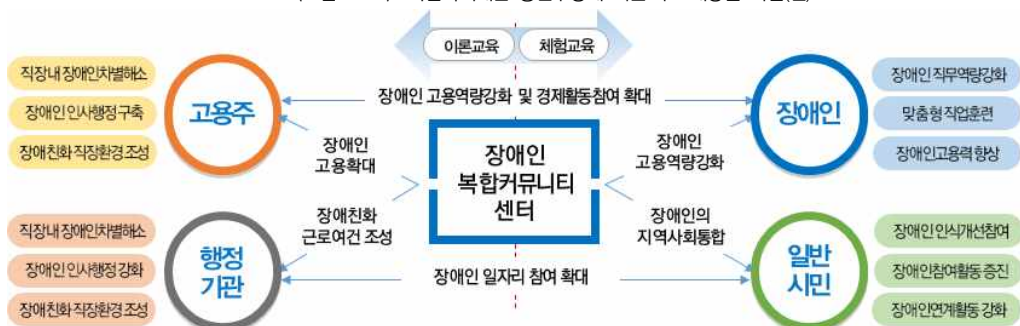 이론교육
체험교육
직장내 장애인차별해소
장애인 인사행정 구축
장애친화 직장환경 조성
고용주
장애인 고용역량강화 및 경제활동참여 확대
장애인
장애인 직무역량강화
맞춤형 직업훈련
장애인고용력 향상
장애인
고용확대
장애인
복합커뮤니티
센터
장애인
고용역량강화
장애친화
근로여건 조성
장애인의
지역사회통합
직장내 장애인차별해소
장애인 인사행정 강화
장애친화 직장환경 조성
행정
기관
장애인 일자리 참여 확대
일반
시민
장애인 인식개선참여
장애인참여활동 증진
장애인연계활동 강화